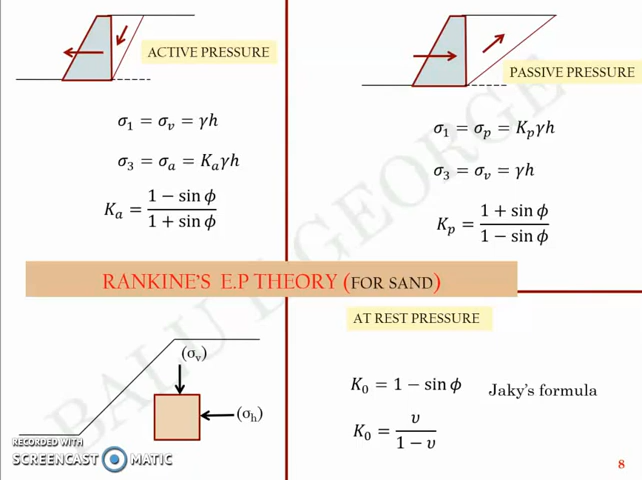 ACTIVE PRESSURE
σ₁ = σᵥ = γh
σ₃ = σₐ = Kₐγh
Kₐ = (1 − sin ϕ)/(1 + sin ϕ)
PASSIVE PRESSURE
σ₁ = σₚ = Kₚγh
σ₃ = σᵥ = γh
Kₚ = (1 + sin ϕ)/(1 − sin ϕ)
RANKINE'S E.P THEORY (FOR SAND)
(σᵥ)
(σₕ)
AT REST PRESSURE
K₀ = 1 − sin ϕ Jaky's formula
K₀ = υ/(1 − υ)
BALU E GEORGE
RECORDED WITH
SCREENCAST MATIC
8